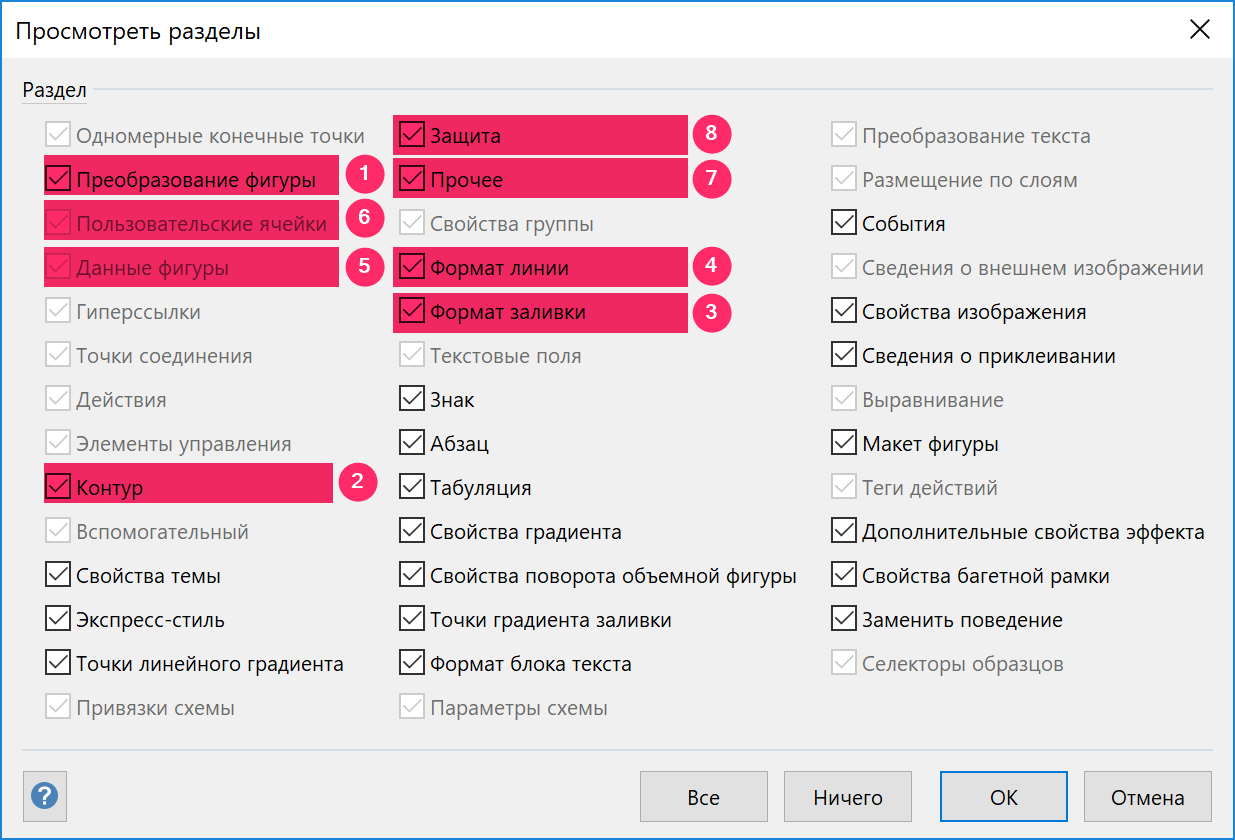 Просмотреть разделы
Раздел
Одномерные конечные точки
Преобразование фигуры 1
Пользовательские ячейки 6
Данные фигуры 5
Гиперссылки
Точки соединения
Действия
Элементы управления
Контур 2
Вспомогательный
Свойства темы
Экспресс-стиль
Точки линейного градиента
Привязки схемы
Защита 8
Прочее 7
Свойства группы
Формат линии 4
Формат заливки 3
Текстовые поля
Знак
Абзац
Табуляция
Свойства градиента
Свойства поворота объемной фигуры
Точки градиента заливки
Формат блока текста
Параметры схемы
Преобразование текста
Размещение по слоям
События
Сведения о внешнем изображении
Свойства изображения
Сведения о приклеивании
Выравнивание
Макет фигуры
Теги действий
Дополнительные свойства эффекта
Свойства багетной рамки
Заменить поведение
Селекторы образцов
? Все Ничего ОК Отмена